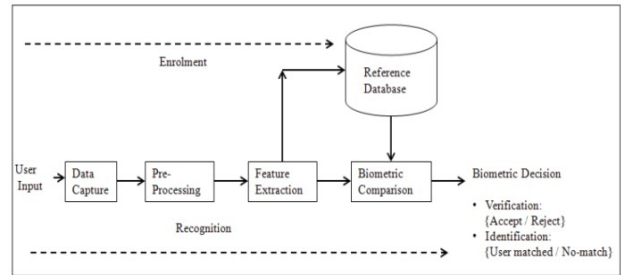 Enrolment
Reference
Database
User
Input
Data
Capture
Pre-
Processing
Feature
Extraction
Biometric
Comparison
Biometric Decision
• Verification:
{Accept / Reject}
• Identification:
{User matched / No-match}
Recognition